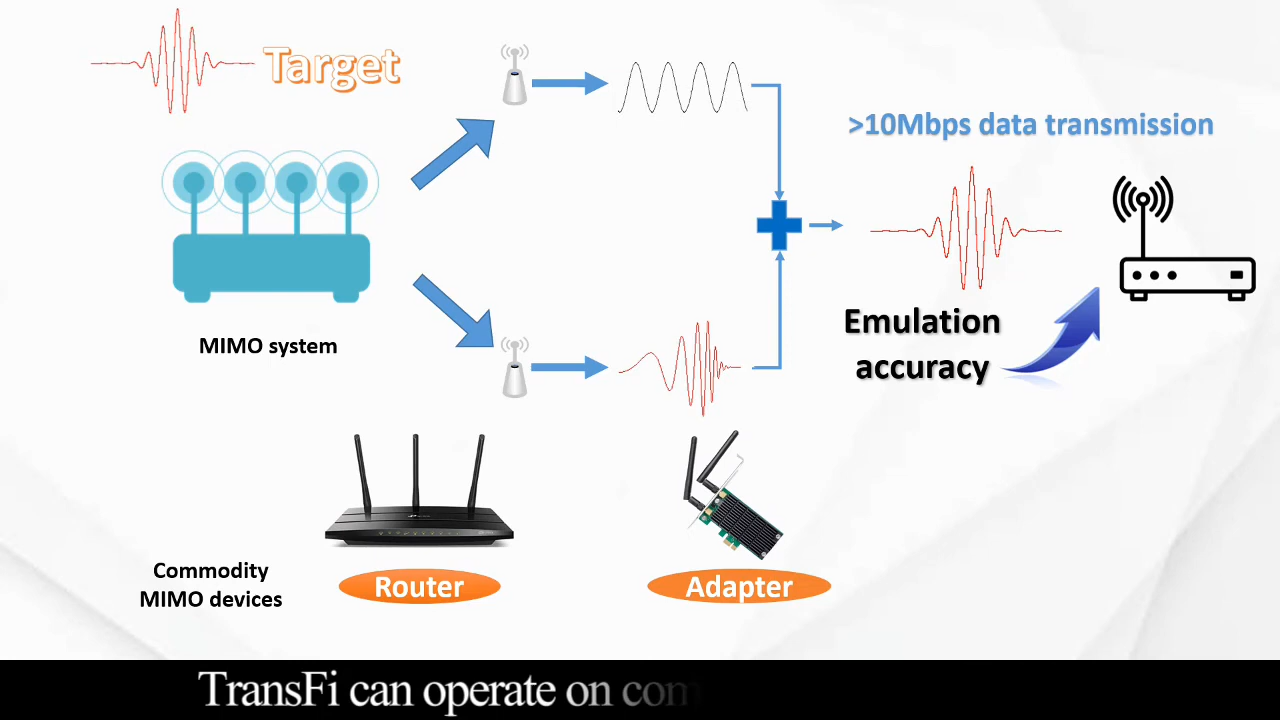 Target
>10Mbps data transmission
MIMO system
Emulation
accuracy
Commodity
MIMO devices
Router
Adapter
TransFi can operate on